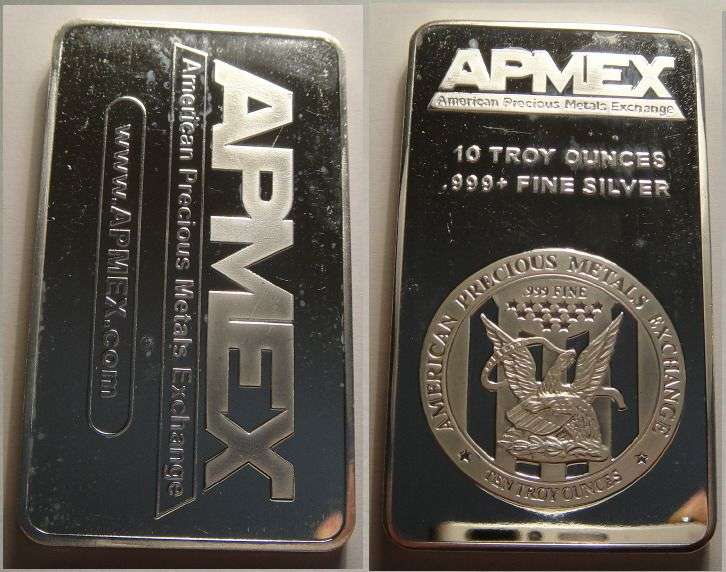 APMEX
American Precious Metals Exchange
www.APMEX.com
APMEX
American Precious Metals Exchange
10 TROY OUNCES
.999+ FINE SILVER
AMERICAN PRECIOUS METALS EXCHANGE
.999 FINE
TEN TROY OUNCES